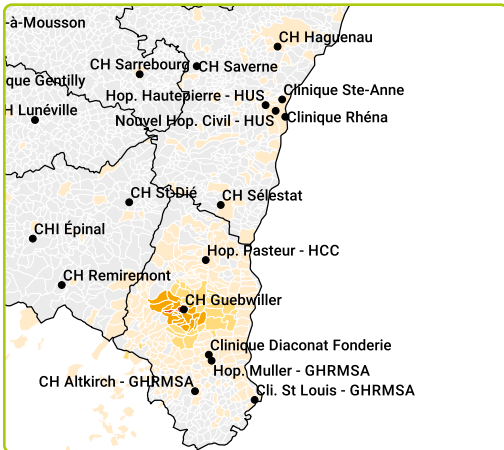 -à-Mousson
CH Haguenau
CH Sarrebourg
CH Saverne
que Gentilly
Clinique Ste-Anne
Hop. Hautepierre - HUS
H Lunéville
Nouvel Hop. Civil - HUS
Clinique Rhéna
CH St-Dié
CH Sélestat
CHI Épinal
Hop. Pasteur - HCC
CH Remiremont
CH Guebwiller
Clinique Diaconat Fonderie
Hop. Muller - GHRMSA
CH Altkirch - GHRMSA
Cli. St Louis - GHRMSA